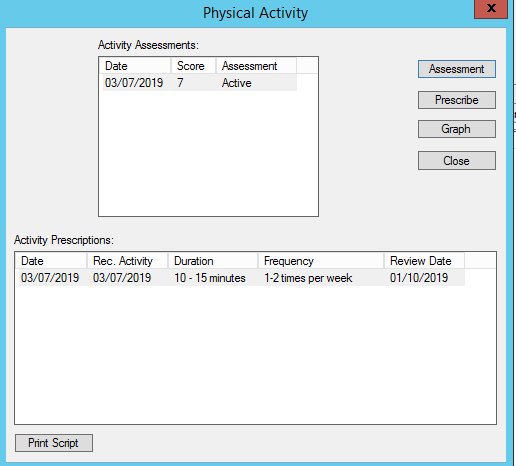 Physical Activity
x
Activity Assessments:
Date Score Assessment
03/07/2019 7 Active
Assessment
Prescribe
Graph
Close
Activity Prescriptions:
Date Rec. Activity Duration Frequency Review Date
03/07/2019 03/07/2019 10 - 15 minutes 1-2 times per week 01/10/2019
Print Script